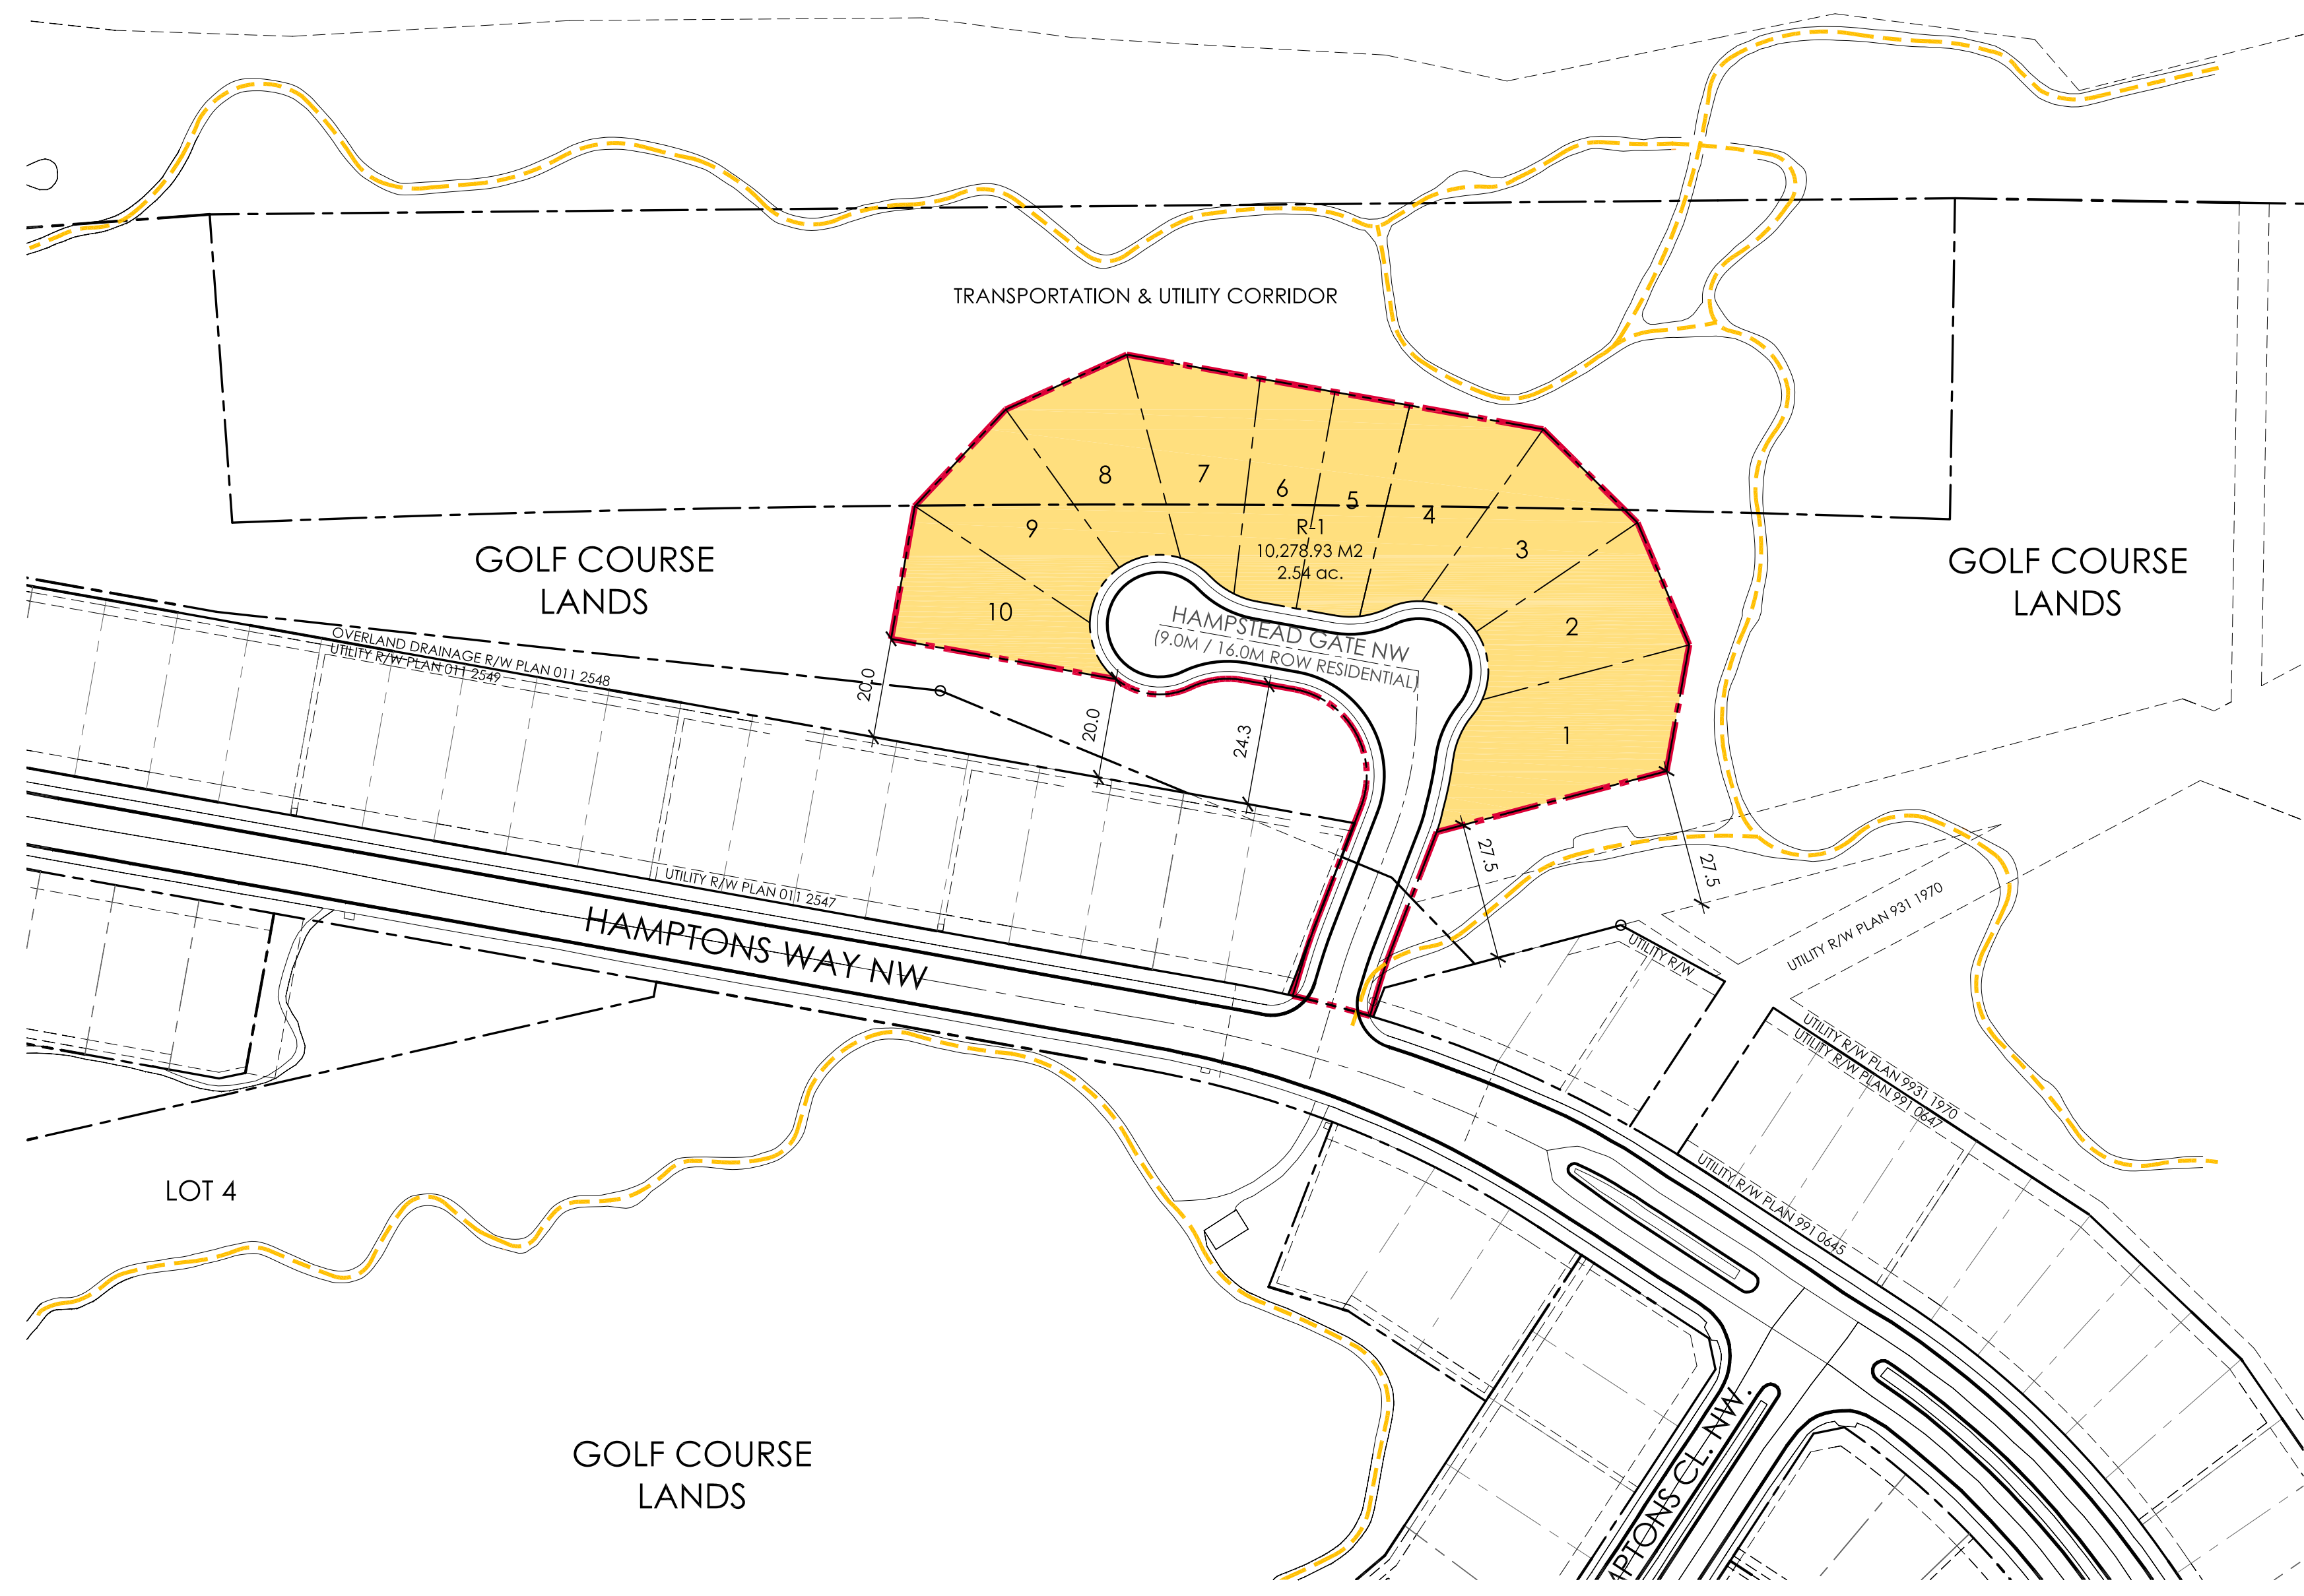 TRANSPORTATION & UTILITY CORRIDOR
8
7
6
5
4
9
3
R-1
10,278.93 M2
2.54 ac.
10
2
1
HAMPSTEAD GATE NW
(9.0M / 16.0M ROW RESIDENTIAL)
GOLF COURSE
LANDS
GOLF COURSE
LANDS
OVERLAND DRAINAGE R/W PLAN 011 2548
UTILITY R/W PLAN 011 2549
20.0
20.0
24.3
27.5
27.5
UTILITY R/W PLAN 011 2547
HAMPTONS WAY NW
UTILITY R/W
UTILITY R/W PLAN 931 1970
UTILITY R/W PLAN 9931 1970
UTILITY R/W PLAN 991 0647
UTILITY R/W PLAN 991 0645
LOT 4
GOLF COURSE
LANDS
MPTONS CL. NW.